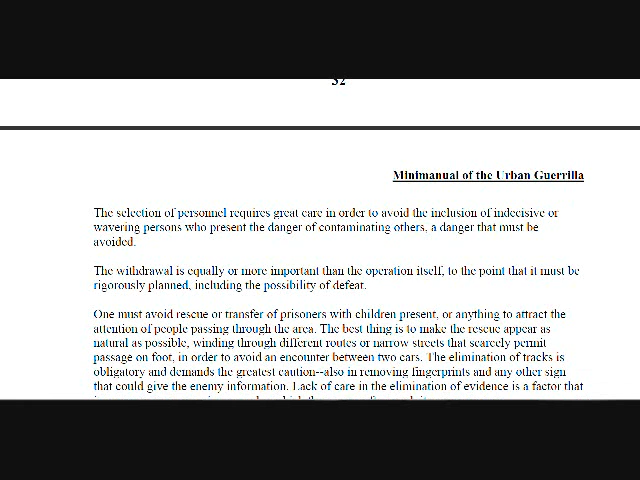 32
Minimanual of the Urban Guerrilla
The selection of personnel requires great care in order to avoid the inclusion of indecisive or
wavering persons who present the danger of contaminating others, a danger that must be
avoided.
The withdrawal is equally or more important than the operation itself, to the point that it must be
rigorously planned, including the possibility of defeat.
One must avoid rescue or transfer of prisoners with children present, or anything to attract the
attention of people passing through the area. The best thing is to make the rescue appear as
natural as possible, winding through different routes or narrow streets that scarcely permit
passage on foot, in order to avoid an encounter between two cars. The elimination of tracks is
obligatory and demands the greatest caution--also in removing fingerprints and any other sign
that could give the enemy information. Lack of care in the elimination of evidence is a factor that